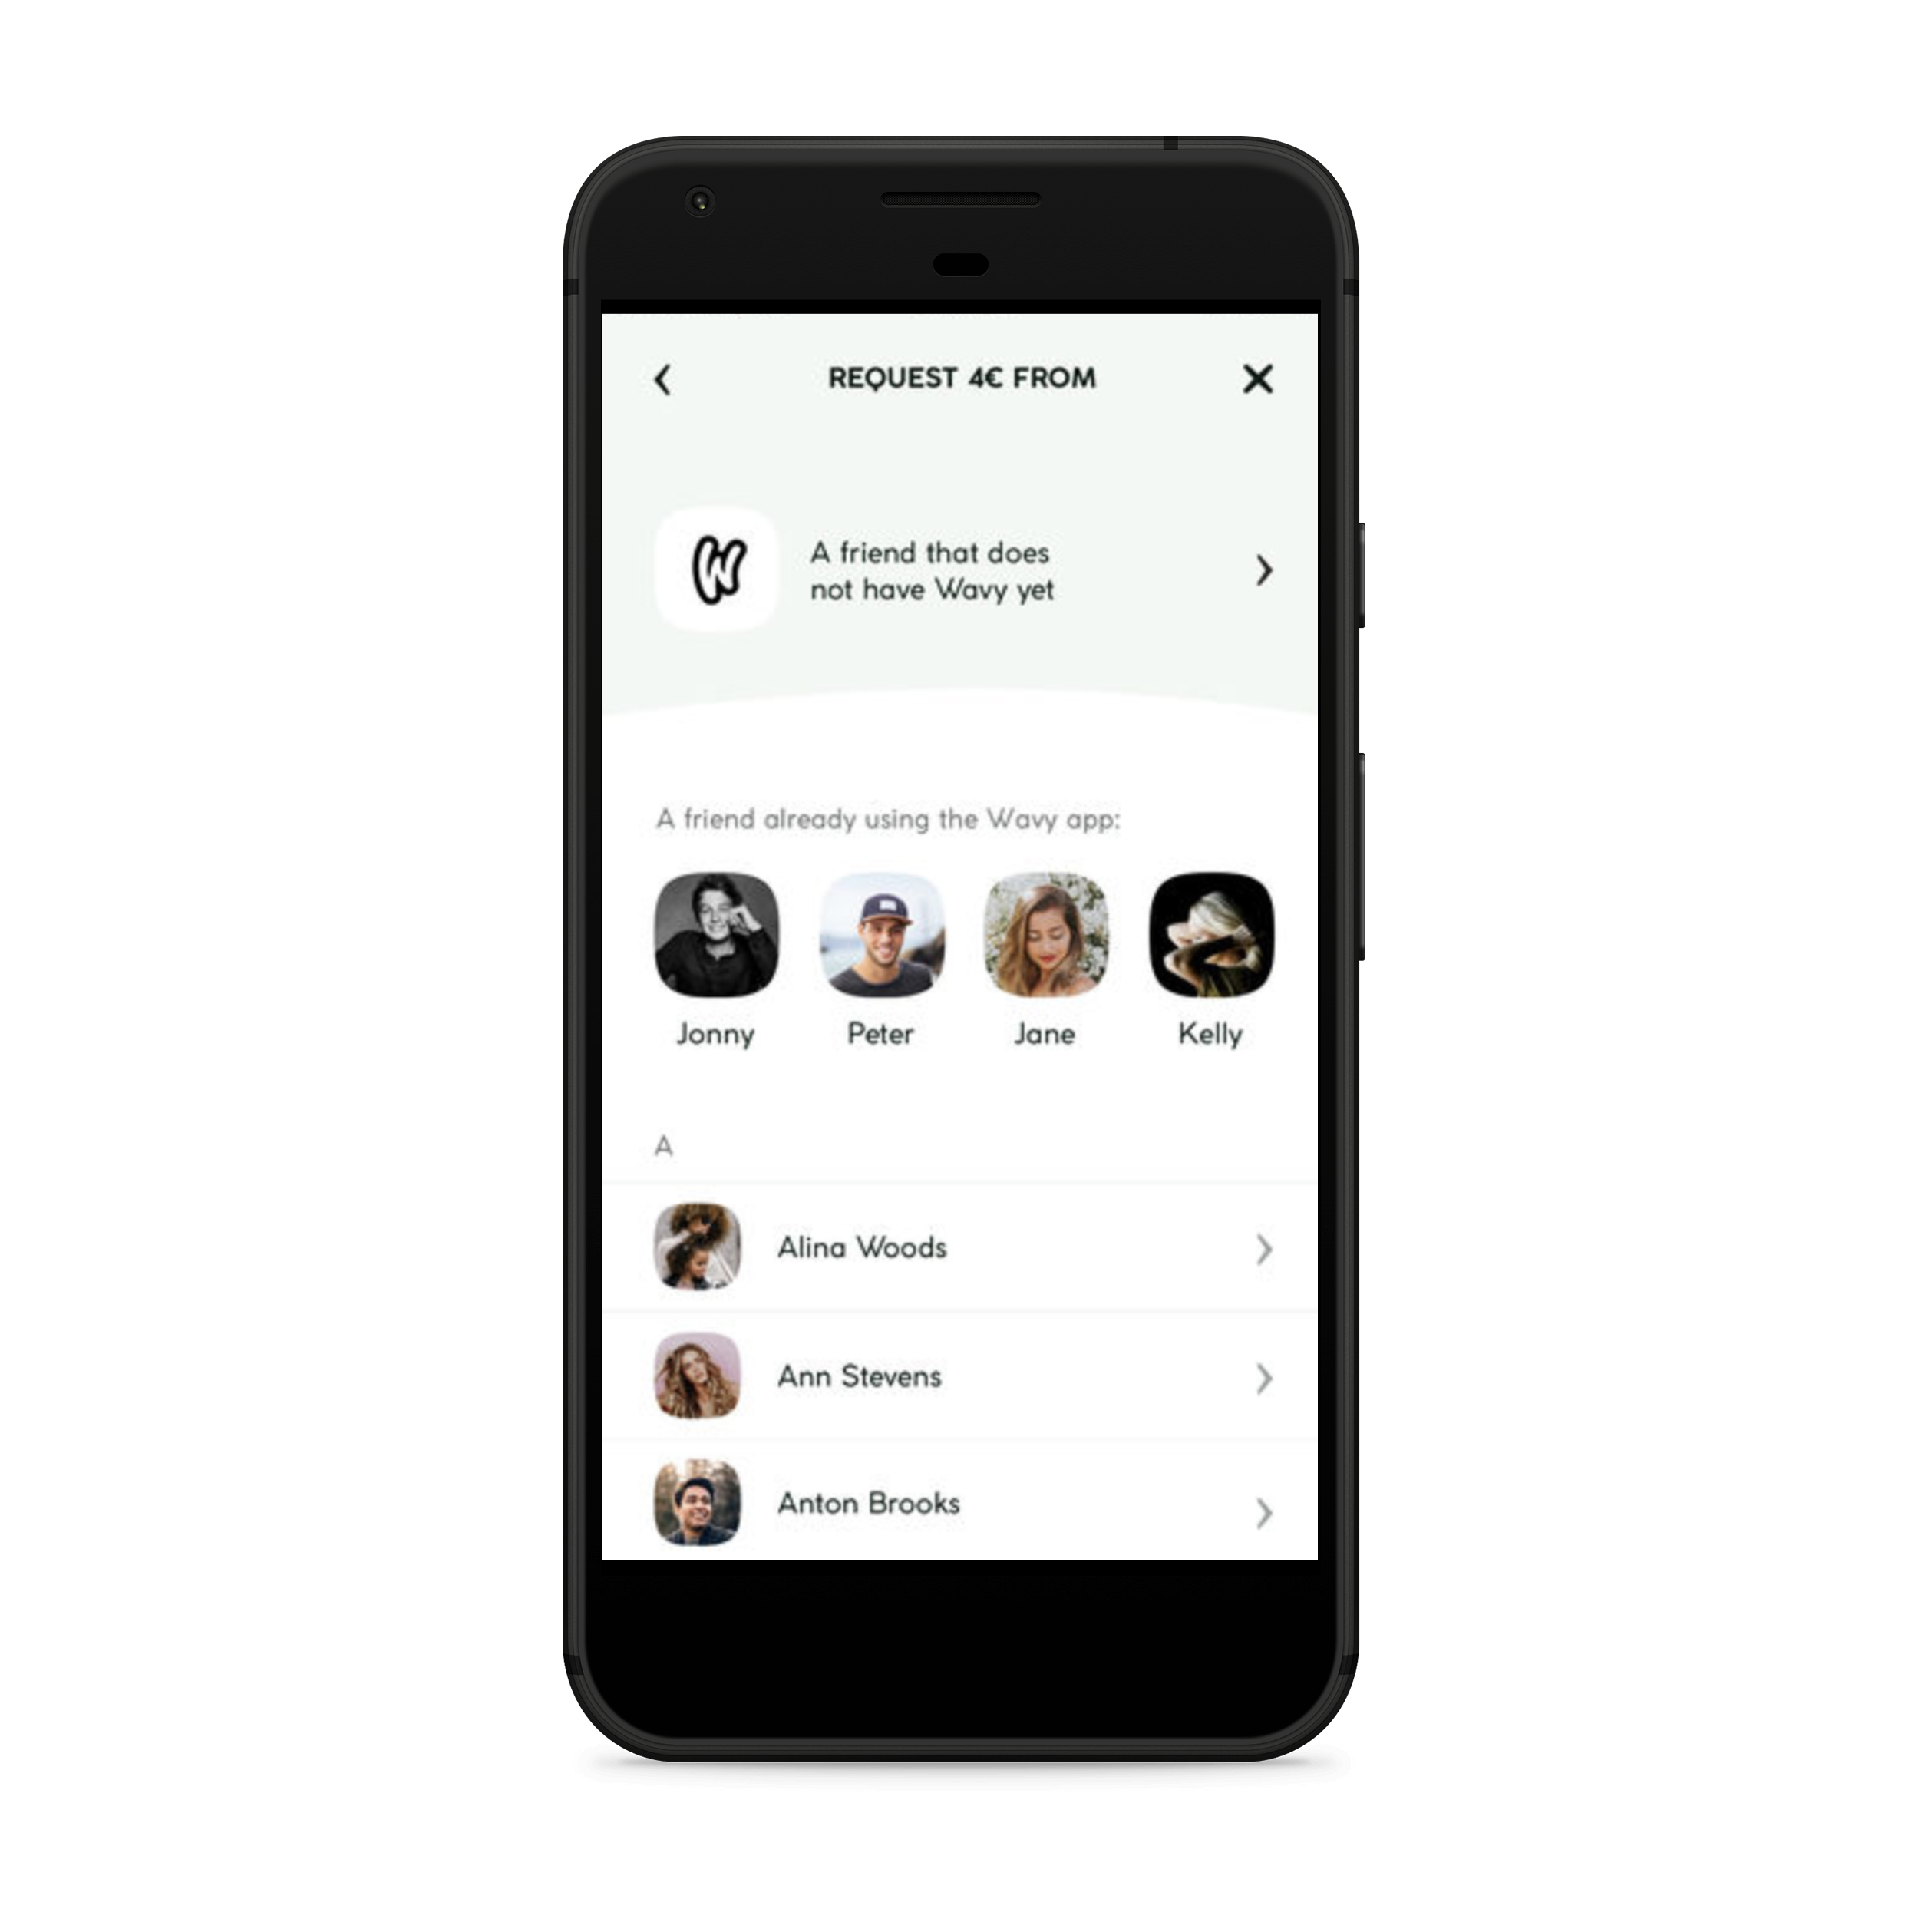 REQUEST 4€ FROM
W
A friend that does
not have Wavy yet
A friend already using the Wavy app:
Jonny
Peter
Jane
Kelly
A
Alina Woods
Ann Stevens
Anton Brooks